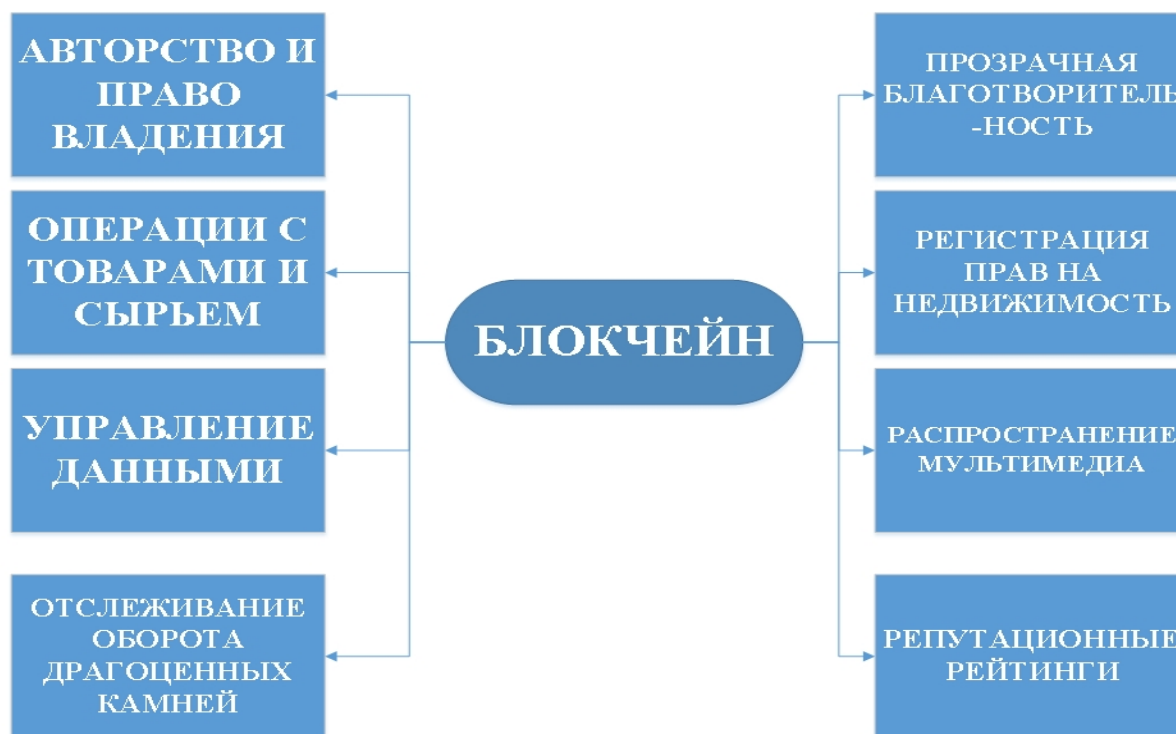 АВТОРСТВО И
ПРАВО
ВЛАДЕНИЯ
ОПЕРАЦИИ С
ТОВАРАМИ И
СЫРЬЕМ
УПРАВЛЕНИЕ
ДАННЫМИ
ОТСЛЕЖИВАНИЕ
ОБОРОТА
ДРАГОЦЕННЫХ
КАМНЕЙ
БЛОКЧЕЙН
ПРОЗРАЧНАЯ
БЛАГОТВОРИТЕЛЬ
-НОСТЬ
РЕГИСТРАЦИЯ
ПРАВ НА
НЕДВИЖИМОСТЬ
РАСПРОСТРАНЕНИЕ
МУЛЬТИМЕДИА
РЕПУТАЦИОННЫЕ
РЕЙТИНГИ